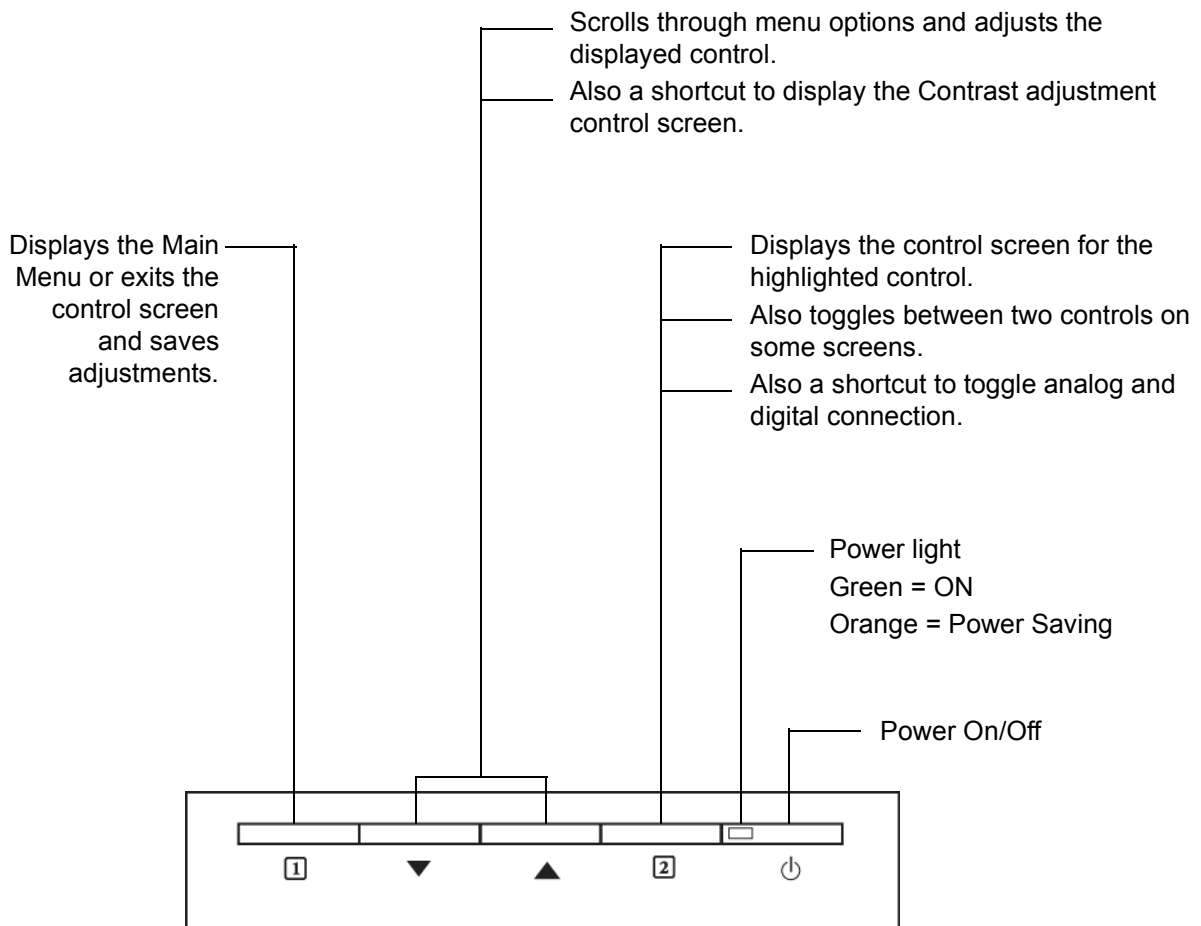 Scrolls through menu options and adjusts the
displayed control.
Also a shortcut to display the Contrast adjustment
control screen.
Displays the Main
Menu or exits the
control screen
and saves
adjustments.
Displays the control screen for the
highlighted control.
Also toggles between two controls on
some screens.
Also a shortcut to toggle analog and
digital connection.
Power light
Green = ON
Orange = Power Saving
Power On/Off
1
2